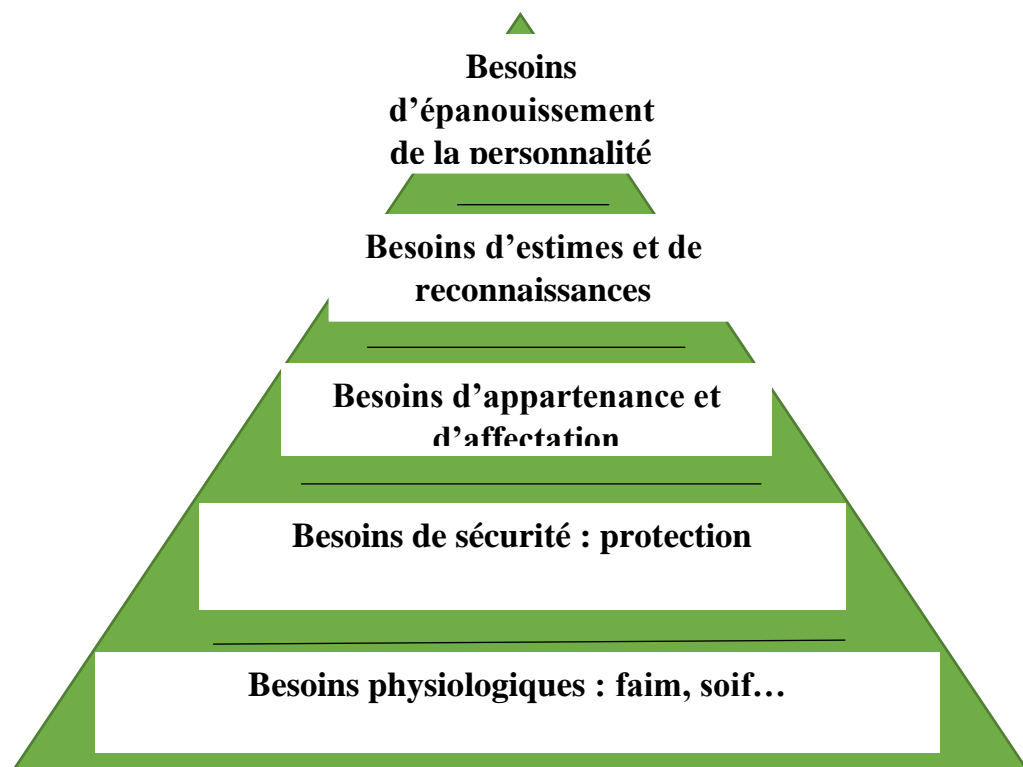 Besoins
d’épanouissement
de la personnalité
Besoins d’estimes et de
reconnaissances
Besoins d’appartenance et
d’affectation
Besoins de sécurité : protection
Besoins physiologiques : faim, soif…